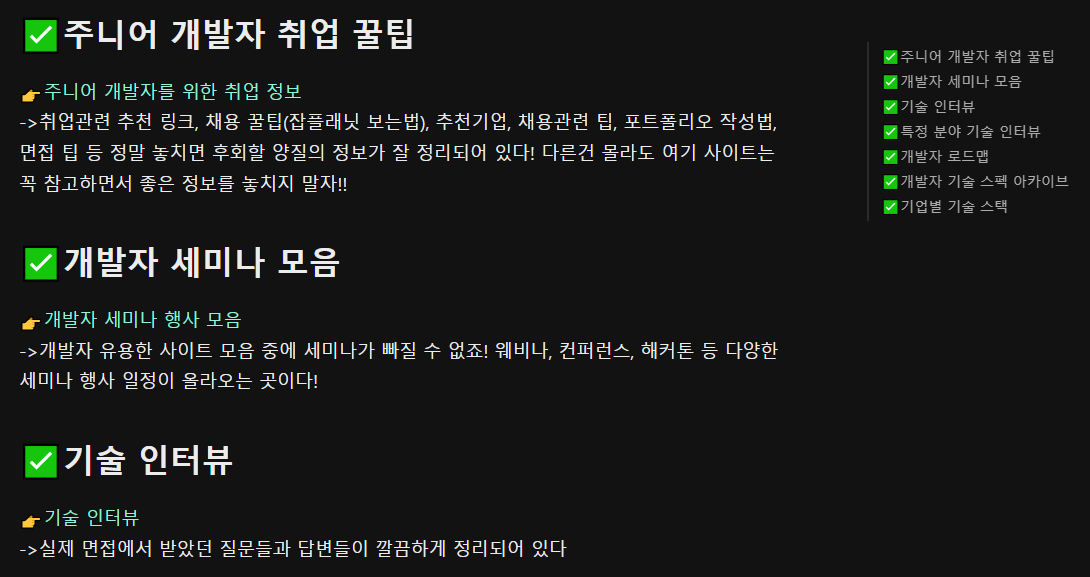 ✅주니어 개발자 취업 꿀팁
👉주니어 개발자를 위한 취업 정보
->취업관련 추천 링크, 채용 꿀팁(잡플래닛 보는법), 추천기업, 채용관련 팁, 포트폴리오 작성법,
면접 팁 등 정말 놓치면 후회할 양질의 정보가 잘 정리되어 있다! 다른건 몰라도 여기 사이트는
꼭 참고하면서 좋은 정보를 놓치지 말자!!
✅개발자 세미나 모음
👉개발자 세미나 행사 모음
->개발자 유용한 사이트 모음 중에 세미나가 빠질 수 없죠! 웨비나, 컨퍼런스, 해커톤 등 다양한
세미나 행사 일정이 올라오는 곳이다!
✅기술 인터뷰
👉기술 인터뷰
->실제 면접에서 받았던 질문들과 답변들이 깔끔하게 정리되어 있다
✅주니어 개발자 취업 꿀팁
✅개발자 세미나 모음
✅기술 인터뷰
✅특정 분야 기술 인터뷰
✅개발자 로드맵
✅개발자 기술 스펙 아카이브
✅기업별 기술 스택